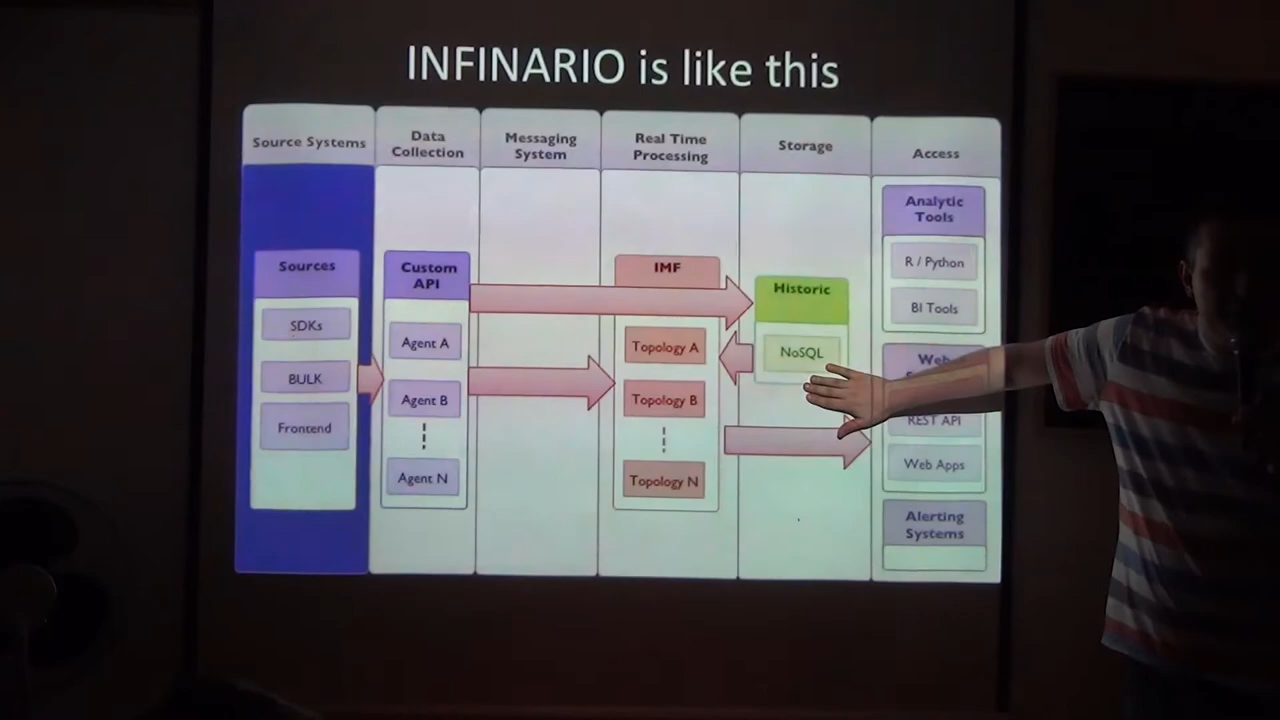 INFINARIO is like this
Source Systems
Data
Collection
Messaging
System
Real Time
Processing
Storage
Access
Sources
SDKs
BULK
Frontend
Custom
API
Agent A
Agent B
Agent N
IMF
Topology A
Topology B
Topology N
Historic
NoSQL
Analytic
Tools
R / Python
BI Tools
Web
REST API
Web Apps
Alerting
Systems